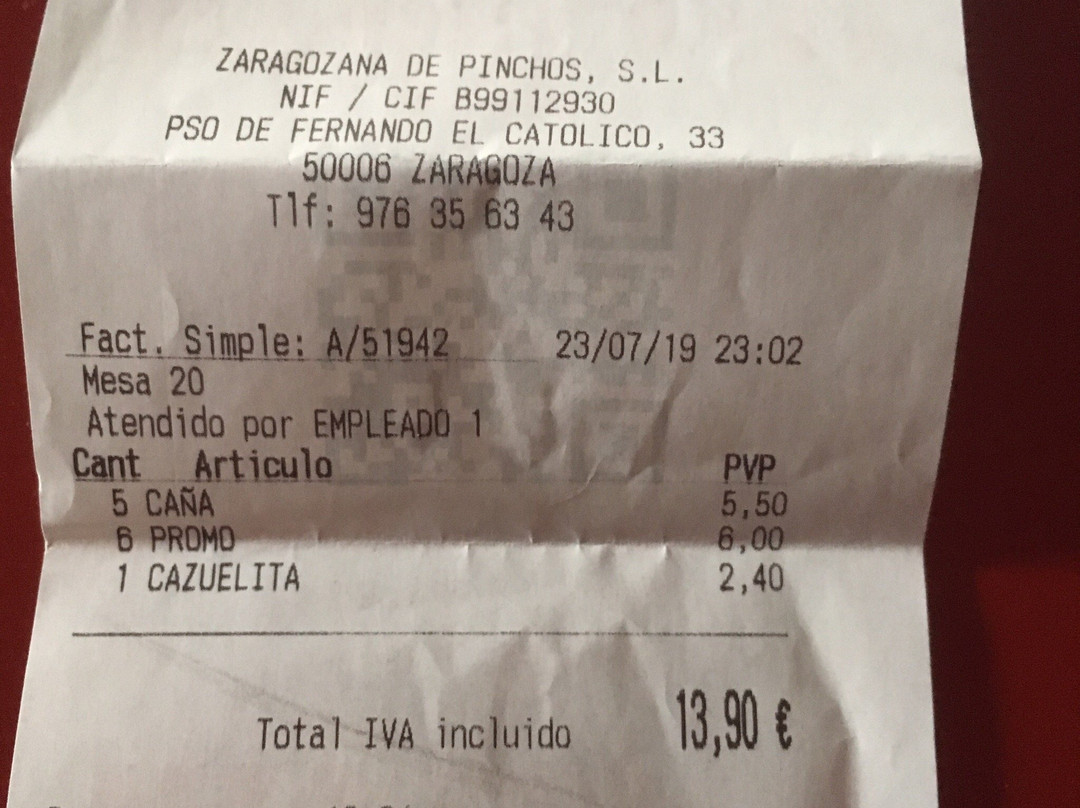 ZARAGOZANA DE PINCHOS, S.L.
NIF / CIF B99112930
PSO DE FERNANDO EL CATOLICO, 33
50006 ZARAGOZA
Tlf: 976 35 63 43
Fact. Simple: A/51942 23/07/19 23:02
Mesa 20
Atendido por EMPLEADO 1
Cant Articulo PVP
5 CAÑA 5,50
6 PROMO 6,00
1 CAZUELITA 2,40
Total IVA incluido 13,90 €